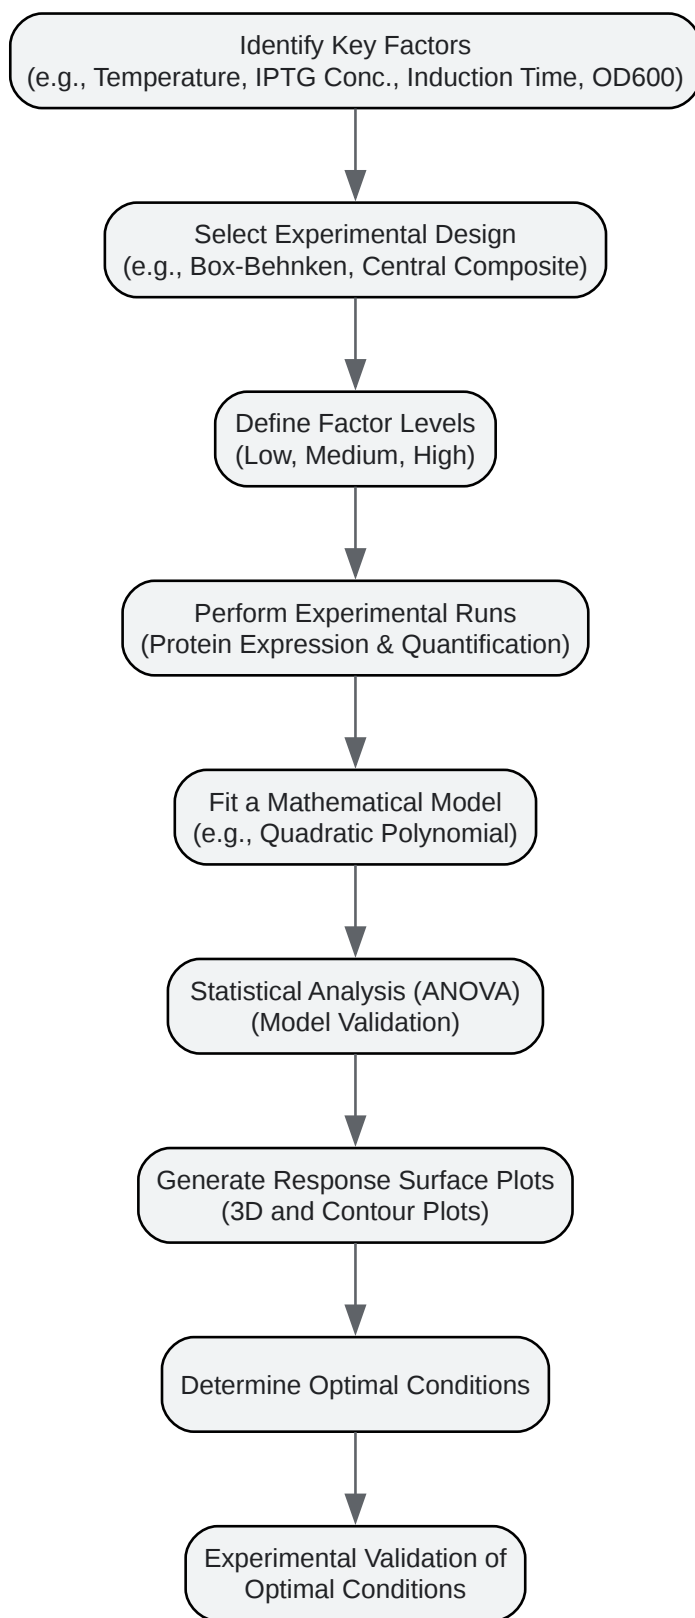 Identify Key Factors
(e.g., Temperature, IPTG Conc., Induction Time, OD600)
Select Experimental Design
(e.g., Box-Behnken, Central Composite)
Define Factor Levels
(Low, Medium, High)
Perform Experimental Runs
(Protein Expression & Quantification)
Fit a Mathematical Model
(e.g., Quadratic Polynomial)
Statistical Analysis (ANOVA)
(Model Validation)
Generate Response Surface Plots
(3D and Contour Plots)
Determine Optimal Conditions
Experimental Validation of
Optimal Conditions